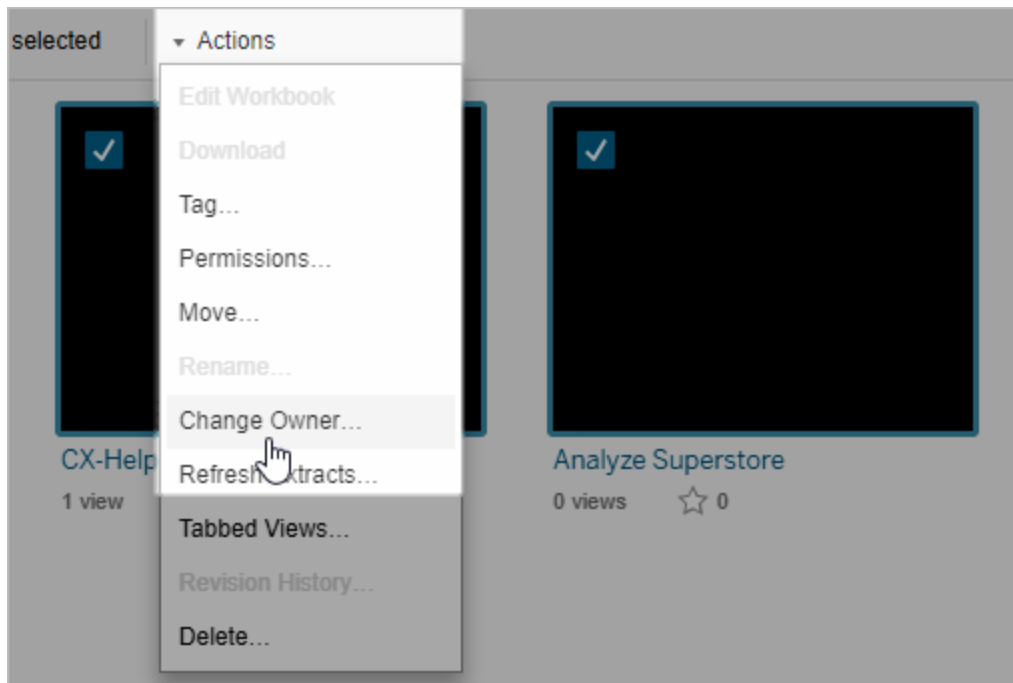 selected
Actions
Edit Workbook
Download
Tag...
Permissions...
Move...
Rename...
Change Owner...
Refresh
Tabbed Views...
Revision History...
Delete...
CX-Help
1 view
Analyze Superstore
0 views 0